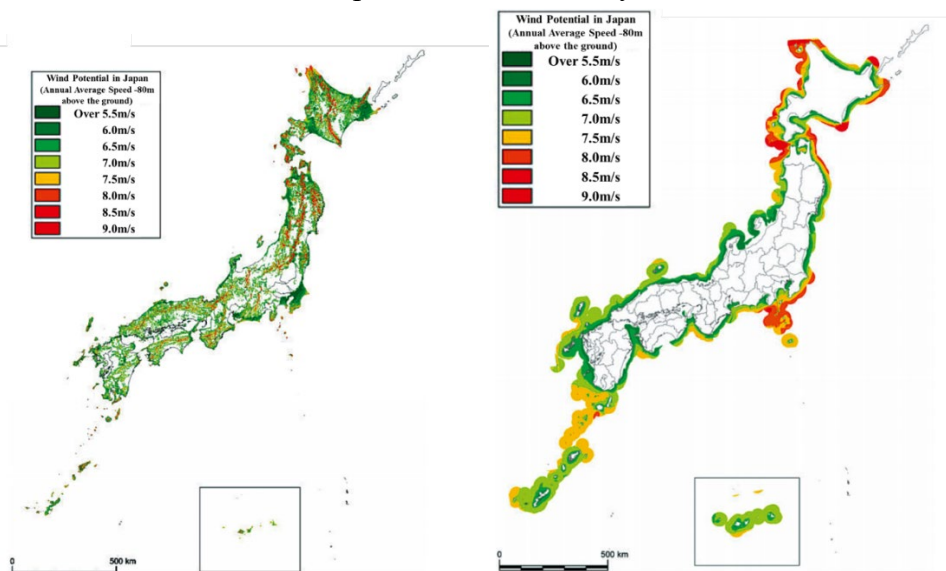 Wind Potential in Japan
(Annual Average Speed -80m
above the ground)
Over 5.5m/s
6.0m/s
6.5m/s
7.0m/s
7.5m/s
8.0m/s
8.5m/s
9.0m/s
0
500 km
Wind Potential in Japan
(Annual Average Speed -80m
above the ground)
Over 5.5m/s
6.0m/s
6.5m/s
7.0m/s
7.5m/s
8.0m/s
8.5m/s
9.0m/s
0
500 km